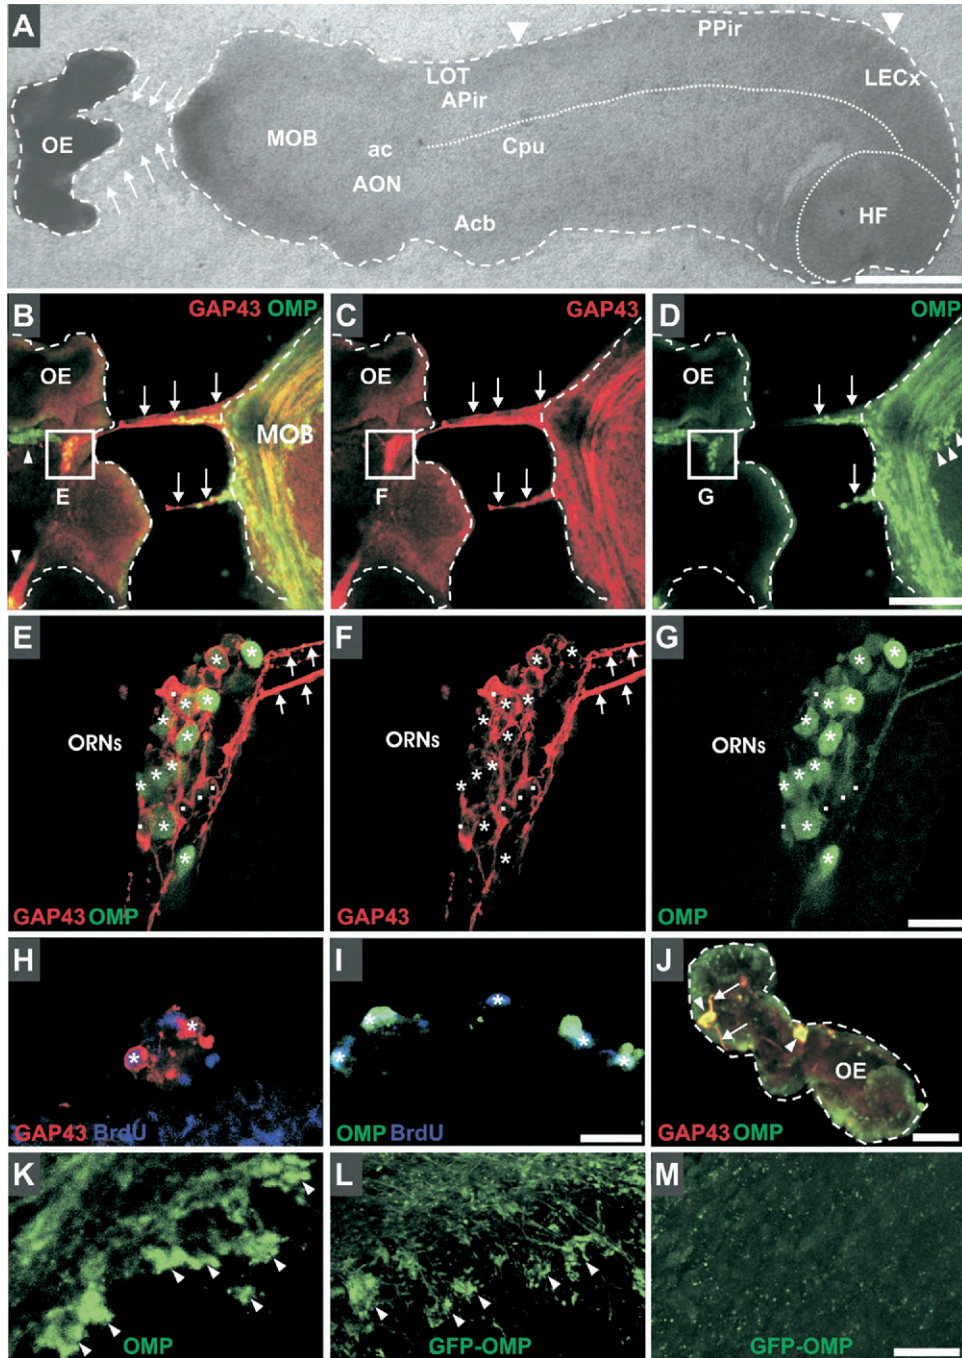 A
OE
MOB
LOT
APir
ac
AON
Cpu
Acb
PPir
LECx
HF
B
GAP43 OMP
OE
MOB
E
C
GAP43
OE
F
D
OMP
OE
G
E
ORNs
GAP43 OMP
F
ORNs
GAP43
G
ORNs
OMP
H
GAP43 BrdU
I
OMP BrdU
J
OE
GAP43 OMP
K
OMP
L
GFP-OMP
M
GFP-OMP